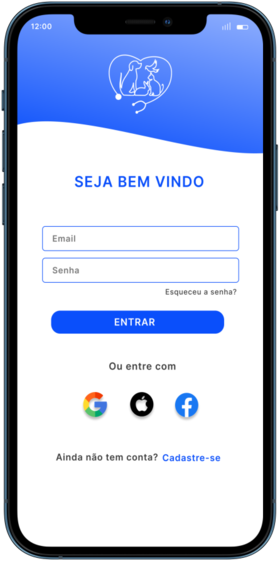 12:00
SEJA BEM VINDO
Email
Senha
Esqueceu a senha?
ENTRAR
Ou entre com
Ainda não tem conta? Cadastre-se